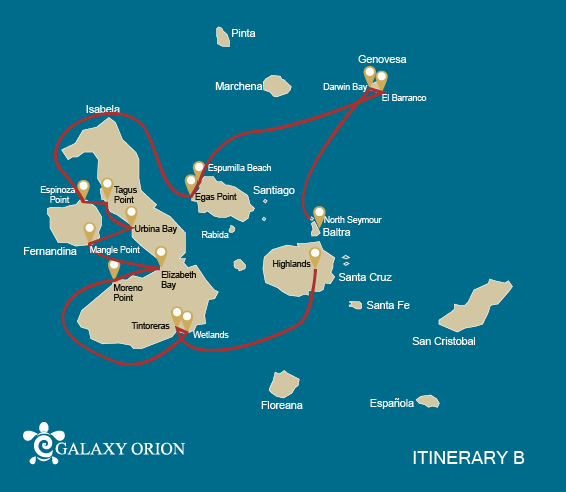 Pinta
Genovesa
Marchena
Darwin Bay
El Barranco
Isabela
Espumilla Beach
Espinoza
Point
Tagus
Point
Egas Point
Santiago
Urbina Bay
Rabida
North Seymour
Baltra
Fernandina
Mangle Point
Highlands
Elizabeth
Bay
Santa Cruz
Moreno
Point
Santa Fe
Tintoreras
Wetlands
San Cristobal
Floreana
Española
GALAXY ORION
ITINERARY B